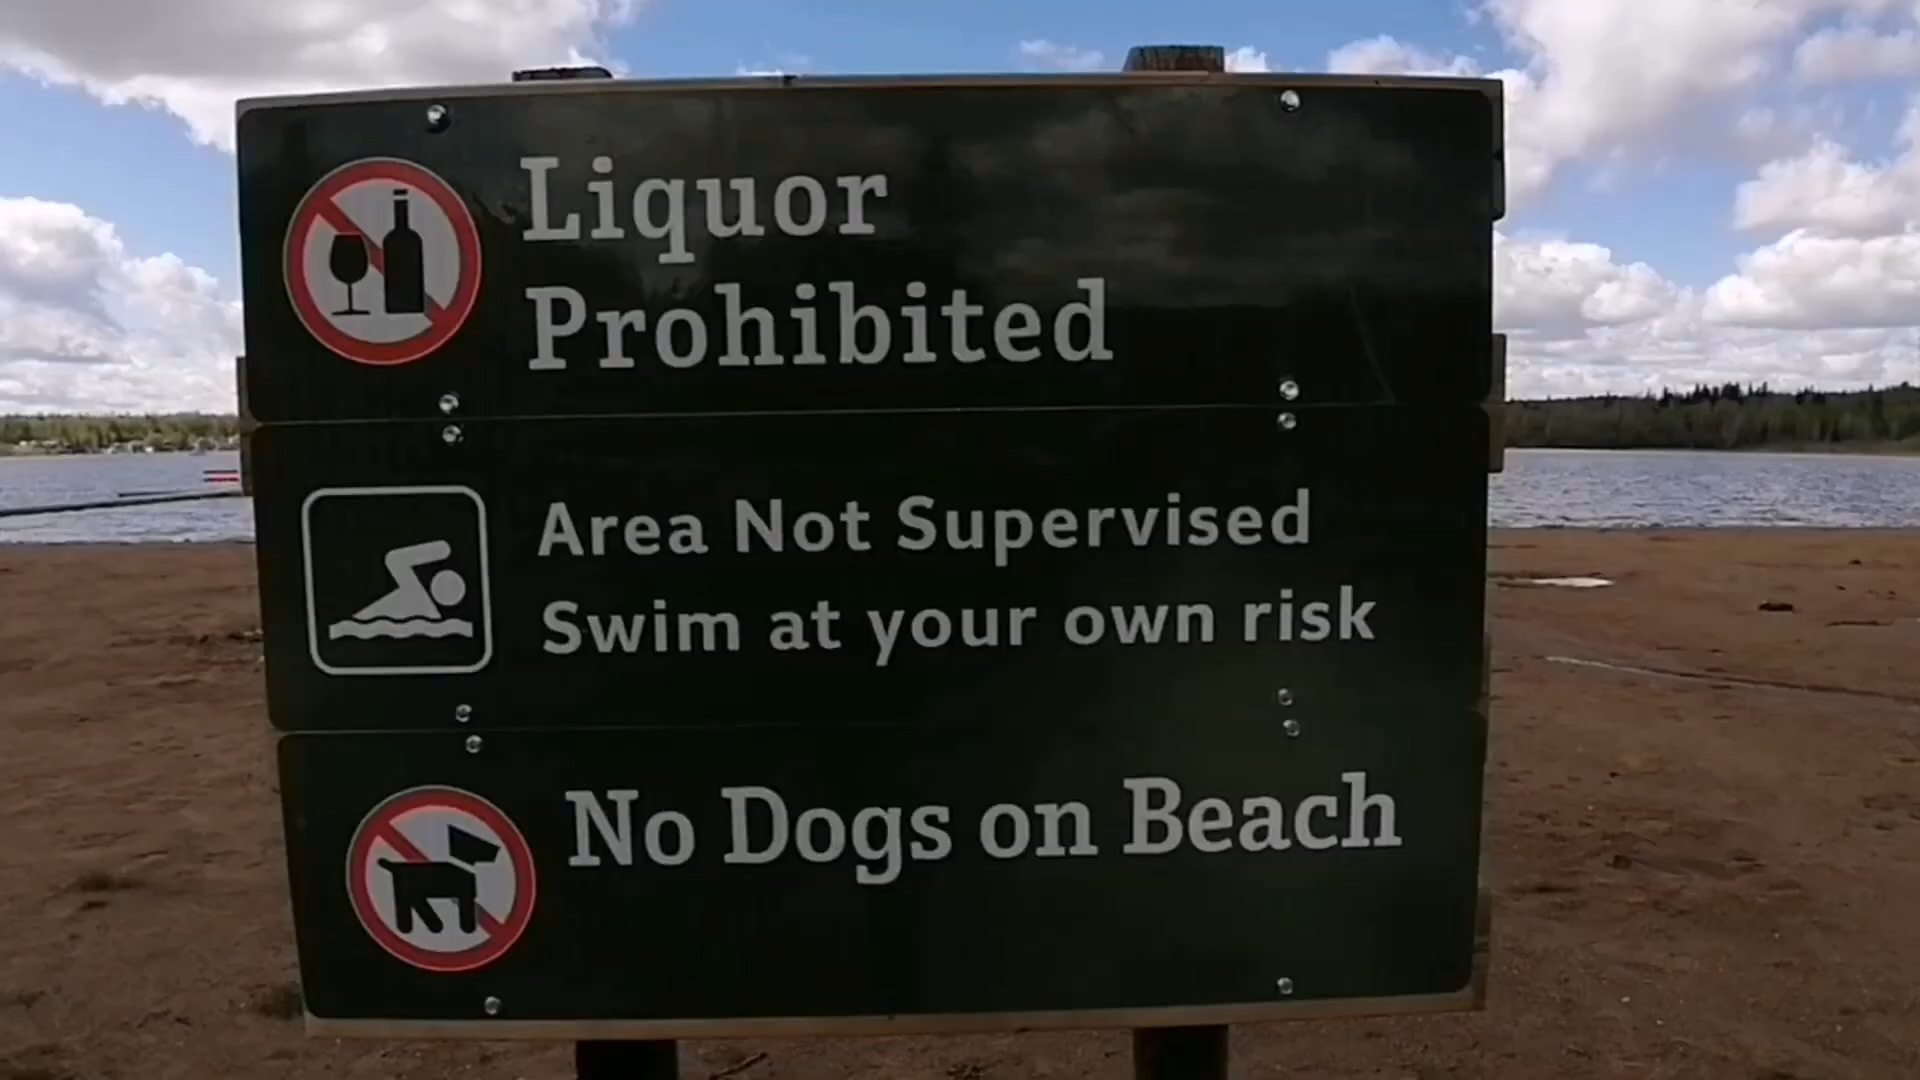 Liquor
Prohibited
Area Not Supervised
Swim at your own risk
No Dogs on Beach